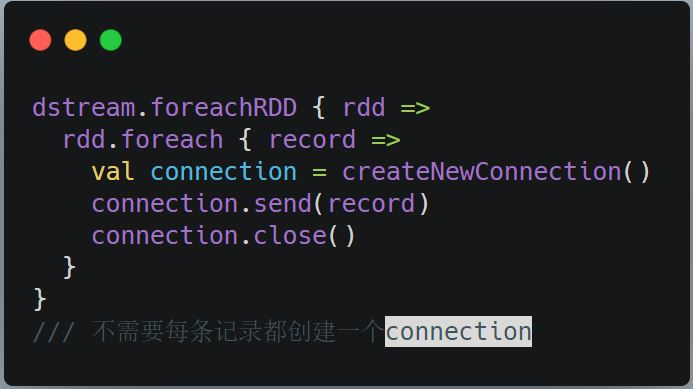 dstream.foreachRDD { rdd =>
  rdd.foreach { record =>
    val connection = createNewConnection()
    connection.send(record)
    connection.close()
  }
}
/// 不需要每条记录都创建一个connection